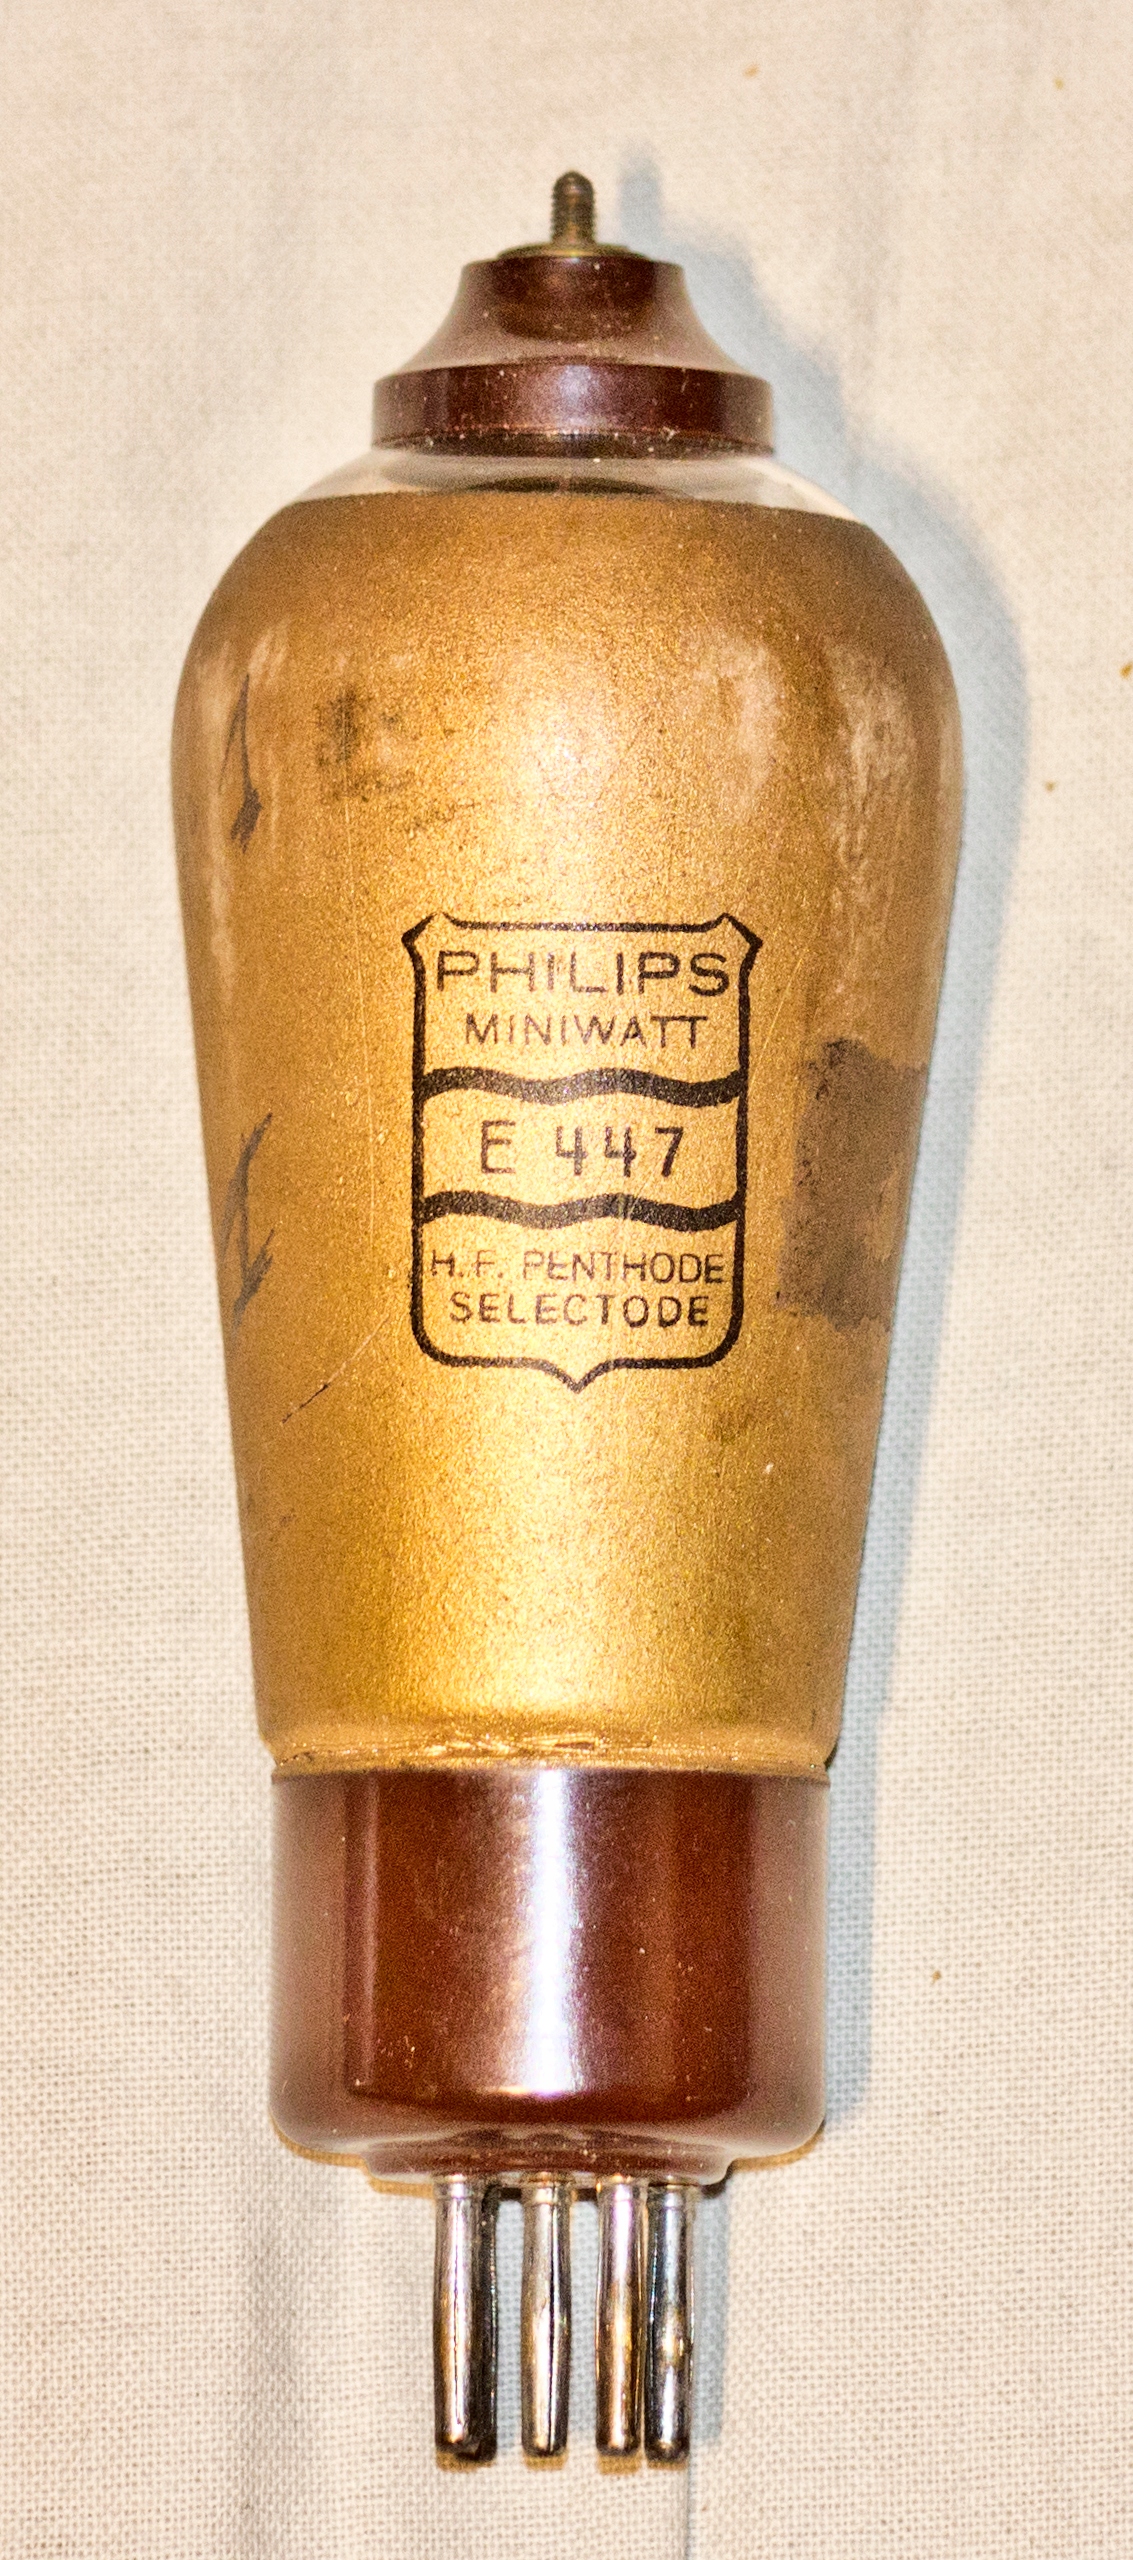 PHILIPS
MINIWATT
E 447
H.F. PENTHODE
SELECTODE